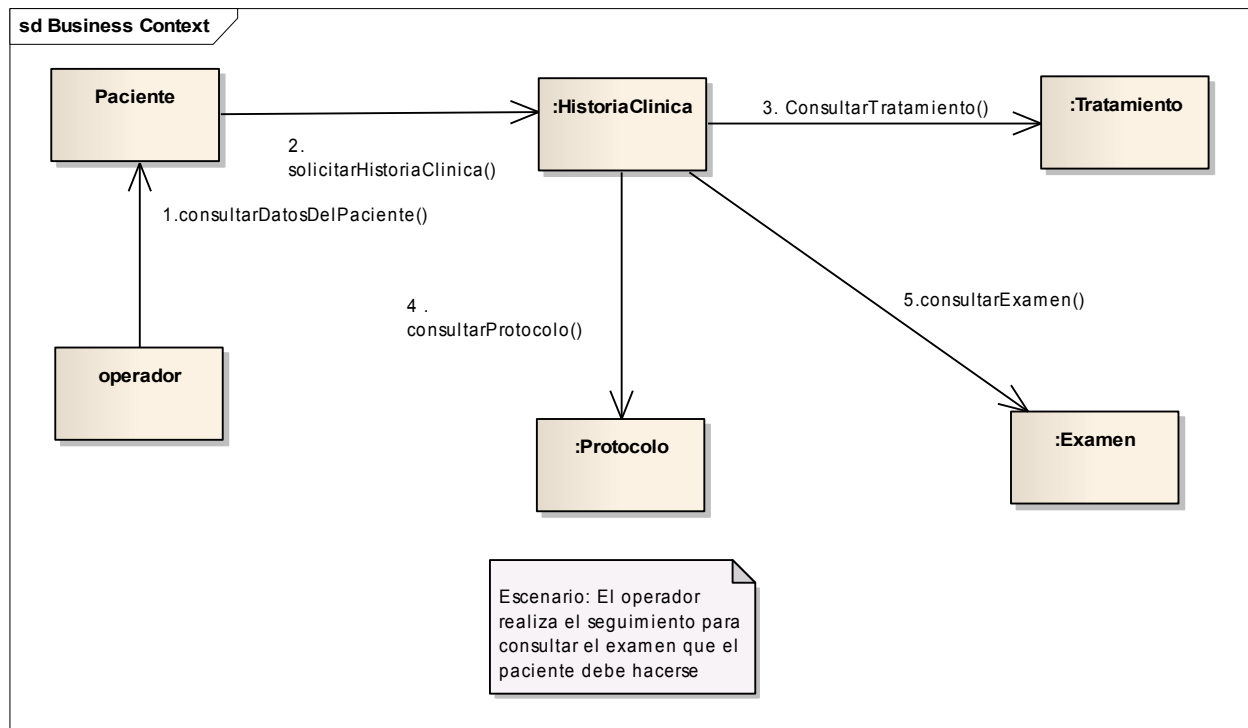 sd Business Context
Paciente
:HistoriaClinica
:Tratamiento
3. ConsultarTratamiento()
2.
solicitarHistoriaClinica()
1.consultarDatosDelPaciente()
4 .
consultarProtocolo()
5.consultarExamen()
operador
:Protocolo
:Examen
Escenario: El operador
realiza el seguimiento para
consultar el examen que el
paciente debe hacerse